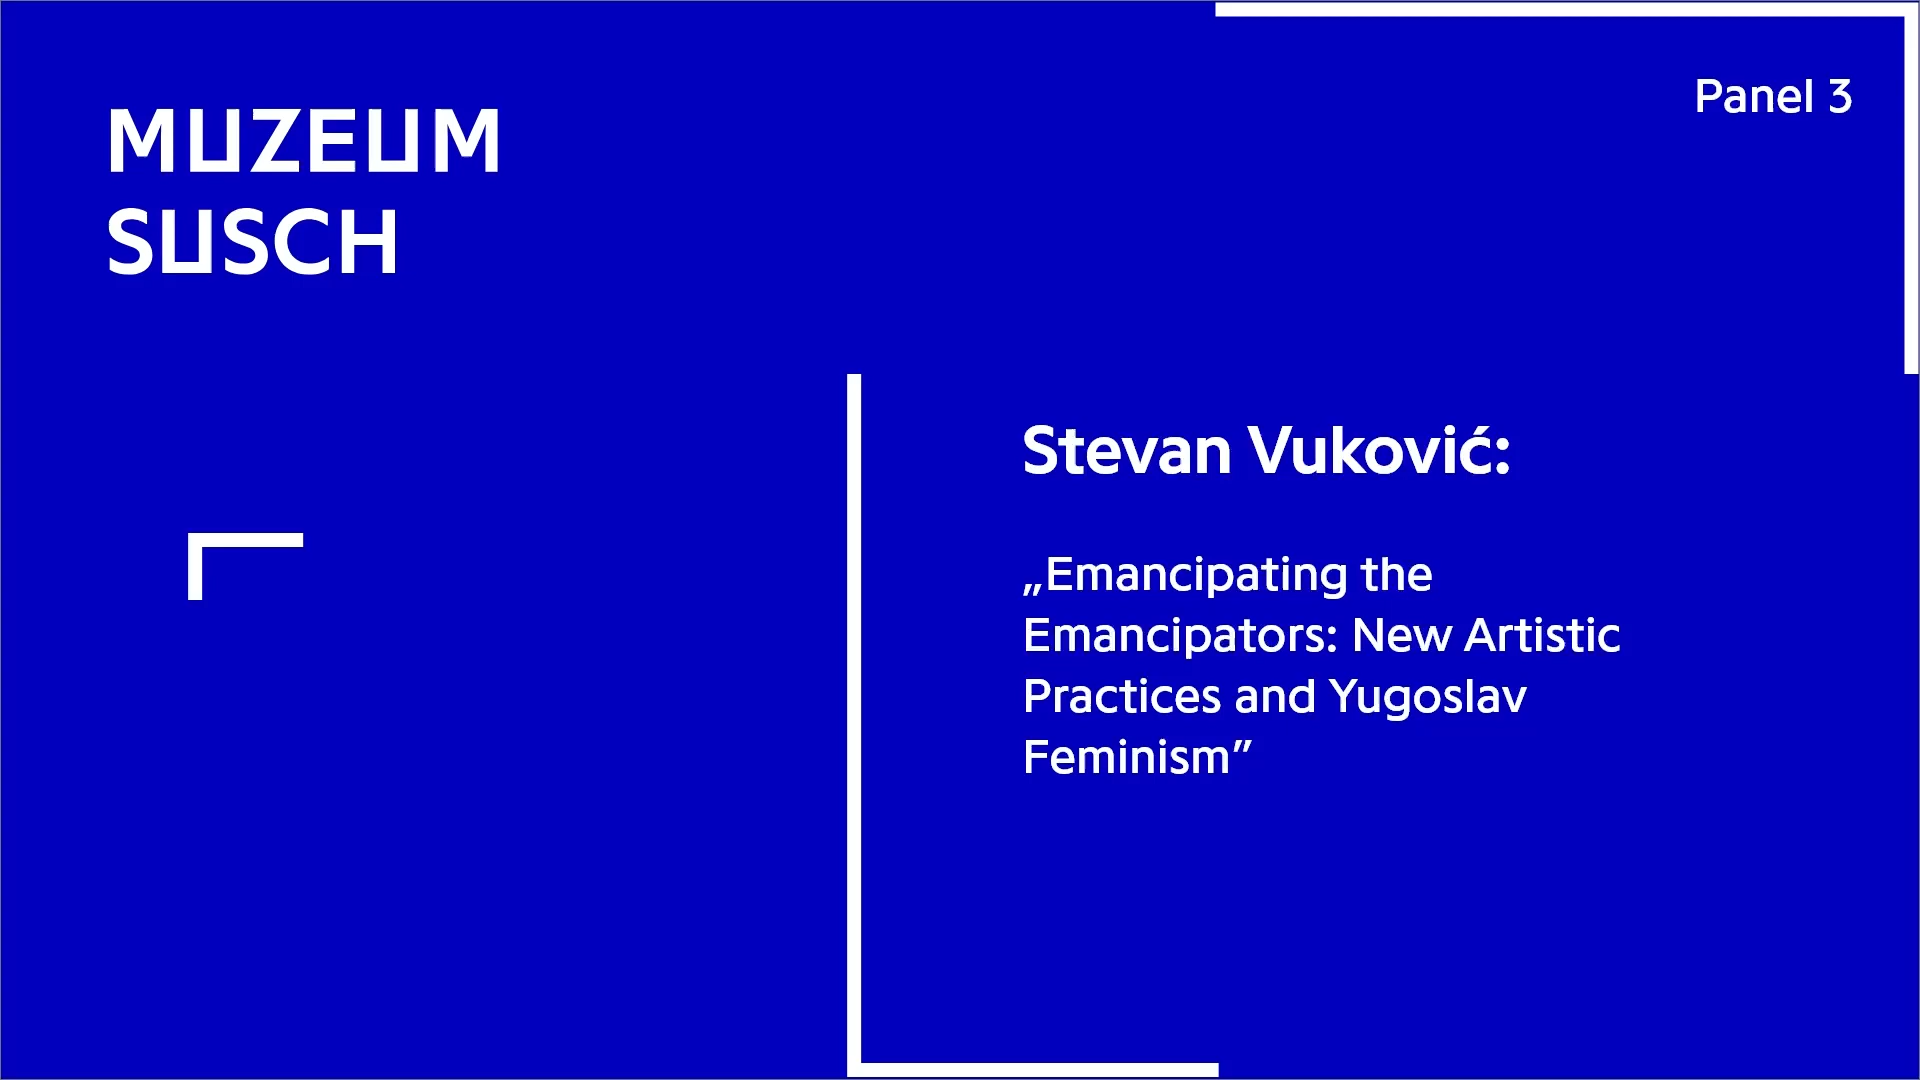 MUZEUM
SUSCH
Panel 3
Stevan Vuković:
„Emancipating the
Emancipators: New Artistic
Practices and Yugoslav
Feminism”